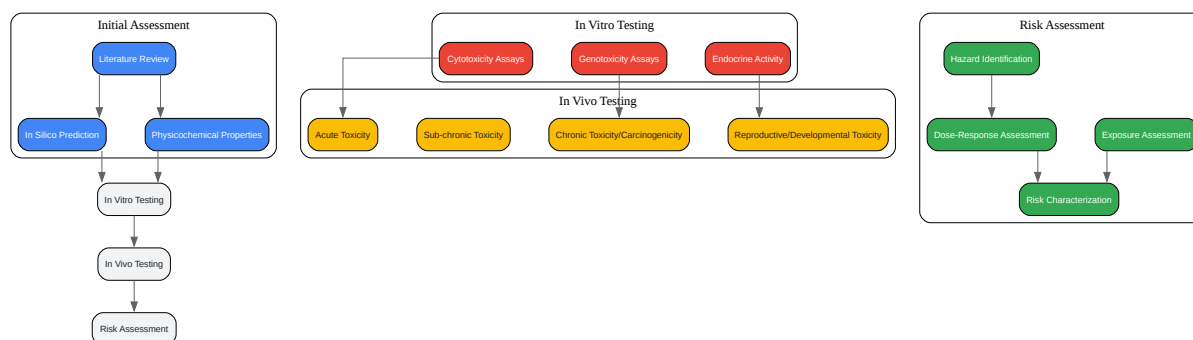 Initial Assessment
Literature Review
In Silico Prediction
Physicochemical Properties
In Vitro Testing
In Vivo Testing
Risk Assessment
In Vitro Testing
Cytotoxicity Assays
Genotoxicity Assays
Endocrine Activity
In Vivo Testing
Acute Toxicity
Sub-chronic Toxicity
Chronic Toxicity/Carcinogenicity
Reproductive/Developmental Toxicity
Risk Assessment
Hazard Identification
Dose-Response Assessment
Exposure Assessment
Risk Characterization